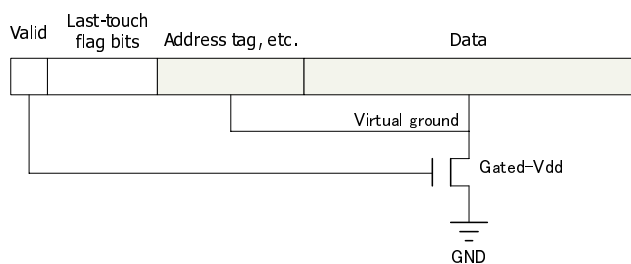 Valid
Last-touch
flag bits
Address tag, etc.
Data
Virtual ground
Gated-Vdd
GND